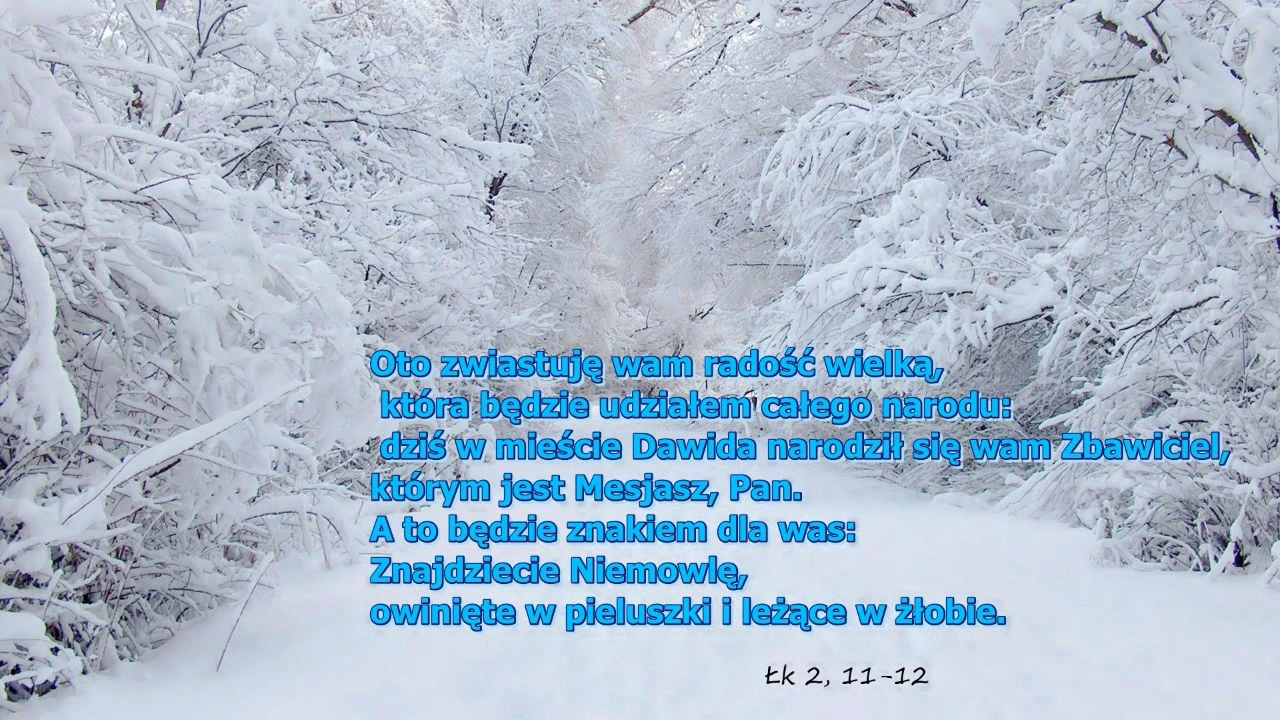 Oto zwiastuję wam radość wielką,
która będzie udziałem całego narodu:
dziś w mieście Dawida narodził się wam Zbawiciel,
którym jest Mesjasz, Pan.
A to będzie znakiem dla was:
Znajdziecie Niemowlę,
owinięte w pieluszki i leżące w żłobie.
Łk 2, 11-12